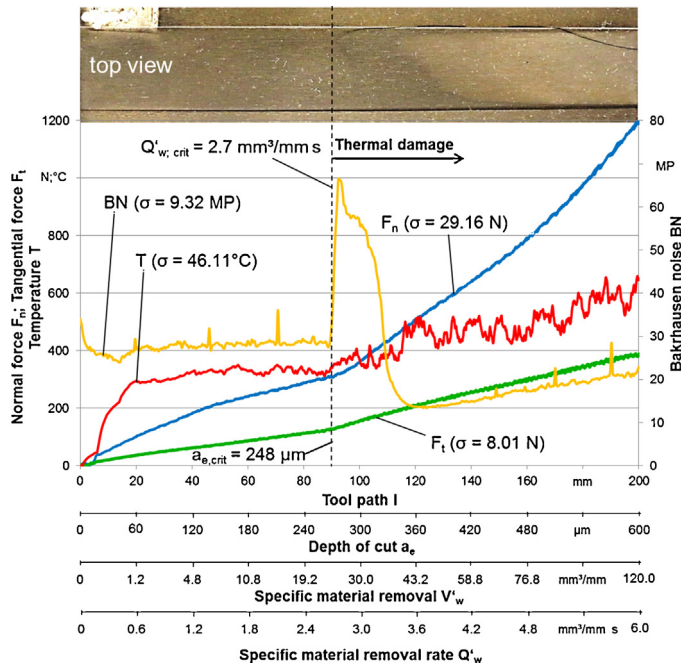 top view
1200
N;°C
800
600
400
200
0
Normal force Fₙ; Tangential force Fₜ
Temperature T
80
MP
60
50
40
30
20
10
0
Bakrhausen noise BN
Q'w; crit = 2.7 mm³/mm s
Thermal damage
BN (σ = 9.32 MP)
T (σ = 46.11°C)
Fₙ (σ = 29.16 N)
Fₜ (σ = 8.01 N)
aₑ,crit = 248 µm
0 20 40 60 80 100 120 140 160 mm 200
Tool path l
0 60 120 180 240 300 360 420 480 µm 600
Depth of cut aₑ
0 1.2 4.8 10.8 19.2 30.0 43.2 58.8 76.8 mm³/mm 120.0
Specific material removal V'w
0 0.6 1.2 1.8 2.4 3.0 3.6 4.2 4.8 mm³/mm s 6.0
Specific material removal rate Q'w